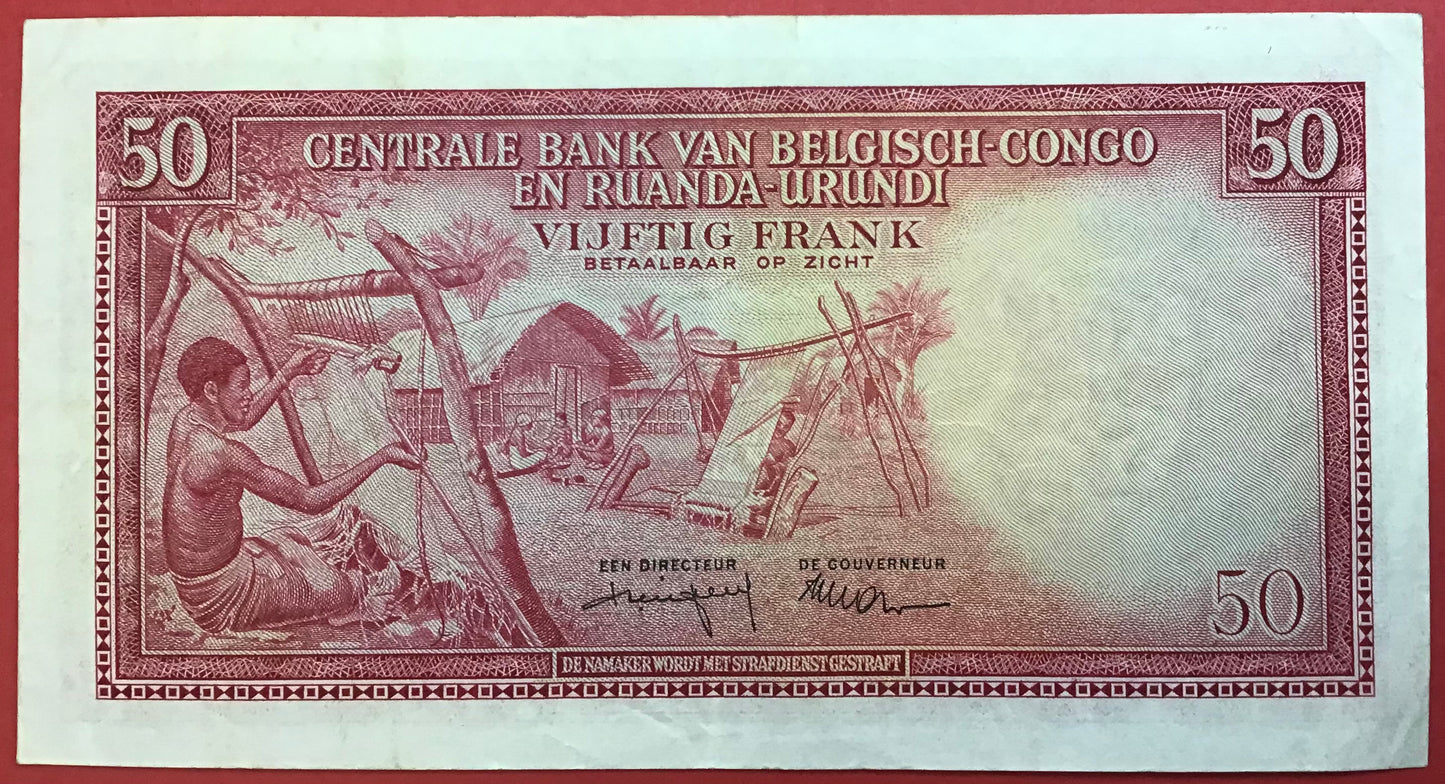 50 50
CENTRALE BANK VAN BELGISCH-CONGO
EN RUANDA-URUNDI
VIJFTIG FRANK
BETAALBAAR OP ZICHT
EEN DIRECTEUR DE GOUVERNEUR
50
DE NAMAKER WORDT MET STRAFDIENST GESTRAFT